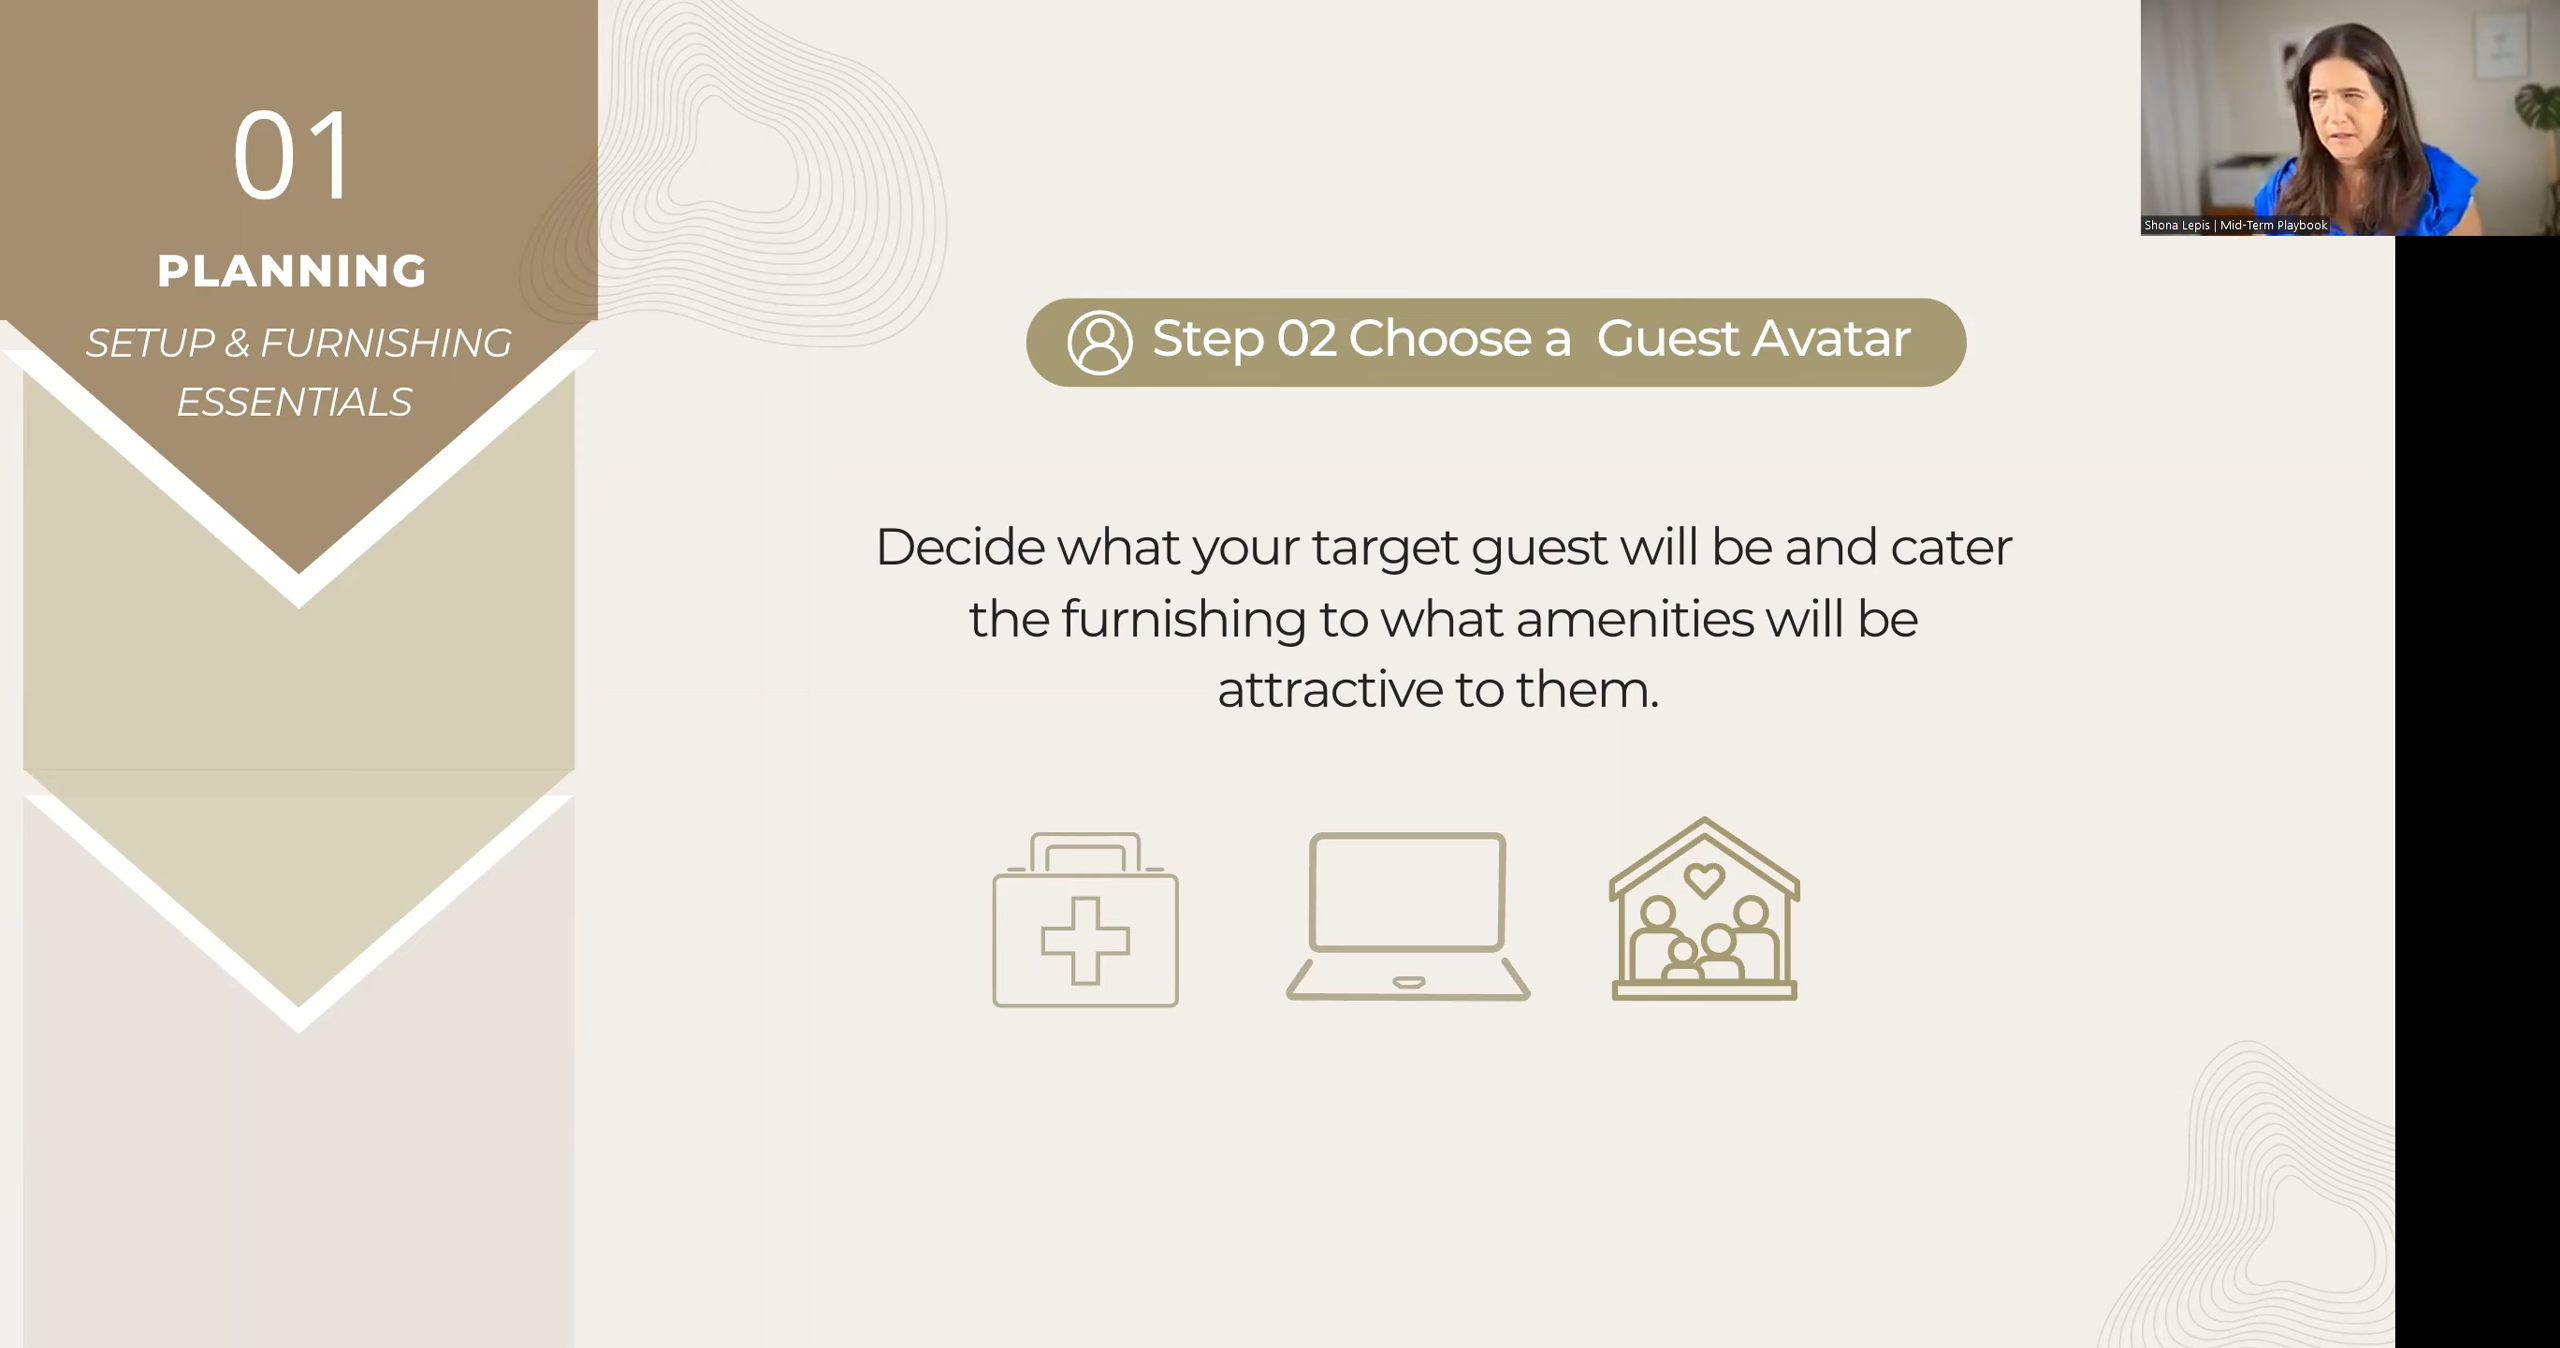 01
PLANNING
SETUP & FURNISHING
ESSENTIALS
Step 02 Choose a Guest Avatar
Decide what your target guest will be and cater
the furnishing to what amenities will be
attractive to them.
Shona Lepis | Mid-Term Playbook